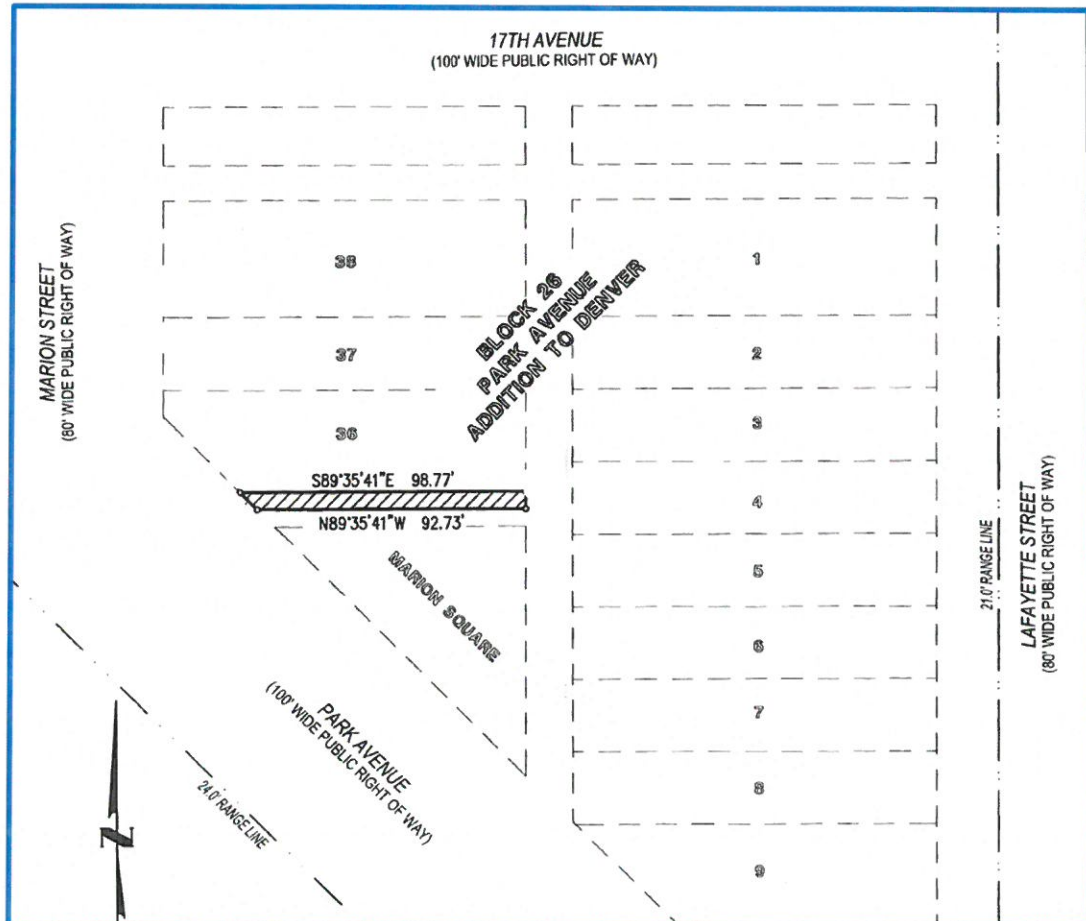 17TH AVENUE
(100' WIDE PUBLIC RIGHT OF WAY)
MARION STREET
(80' WIDE PUBLIC RIGHT OF WAY)
38
37
36
BLOCK 26
PARK AVENUE
ADDITION TO DENVER
1
2
3
4
5
6
7
8
9
S89°35'41"E 98.77'
N89°35'41"W 92.73'
MARION SQUARE
PARK AVENUE
(100' WIDE PUBLIC RIGHT OF WAY)
24.0' RANGE LINE
21.0' RANGE LINE
LAFAYETTE STREET
(80' WIDE PUBLIC RIGHT OF WAY)
N